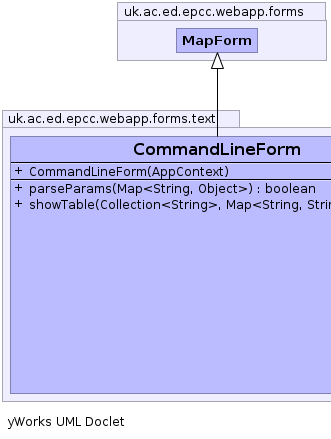 uk.ac.ed.epcc.webapp.forms
MapForm
uk.ac.ed.epcc.webapp.forms.text
CommandLineForm
+ CommandLineForm(AppContext)
+ parseParams(Map<String, Object>) : boolean
+ showTable(Collection<String>, Map<String, Strin
yWorks UML Doclet